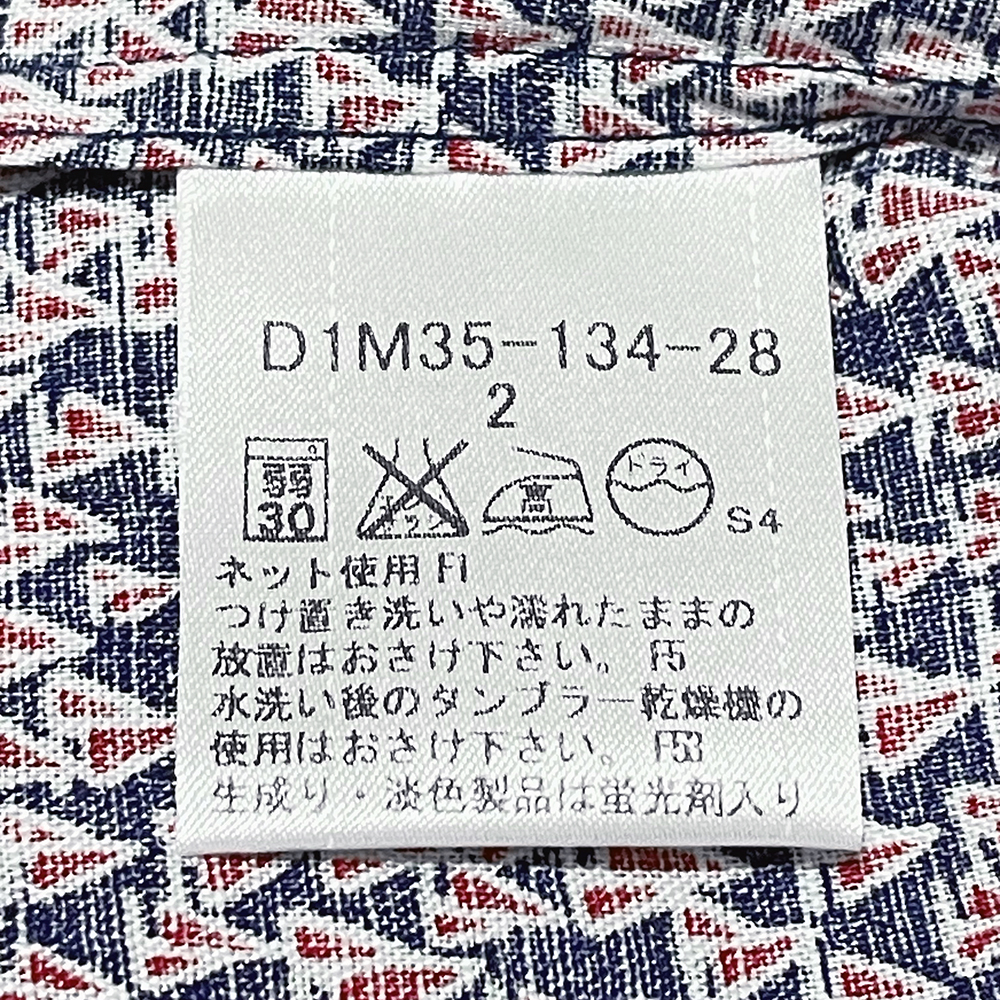 D1M35-134-28
2
弱
30
エンソ
高
ドライ
S4
ネット使用 F1
つけ置き洗いや濡れたままの
放置はおさけ下さい。 F5
水洗い後のタンブラー乾燥機の
使用はおさけ下さい。 F53
生成り・淡色製品は蛍光剤入り